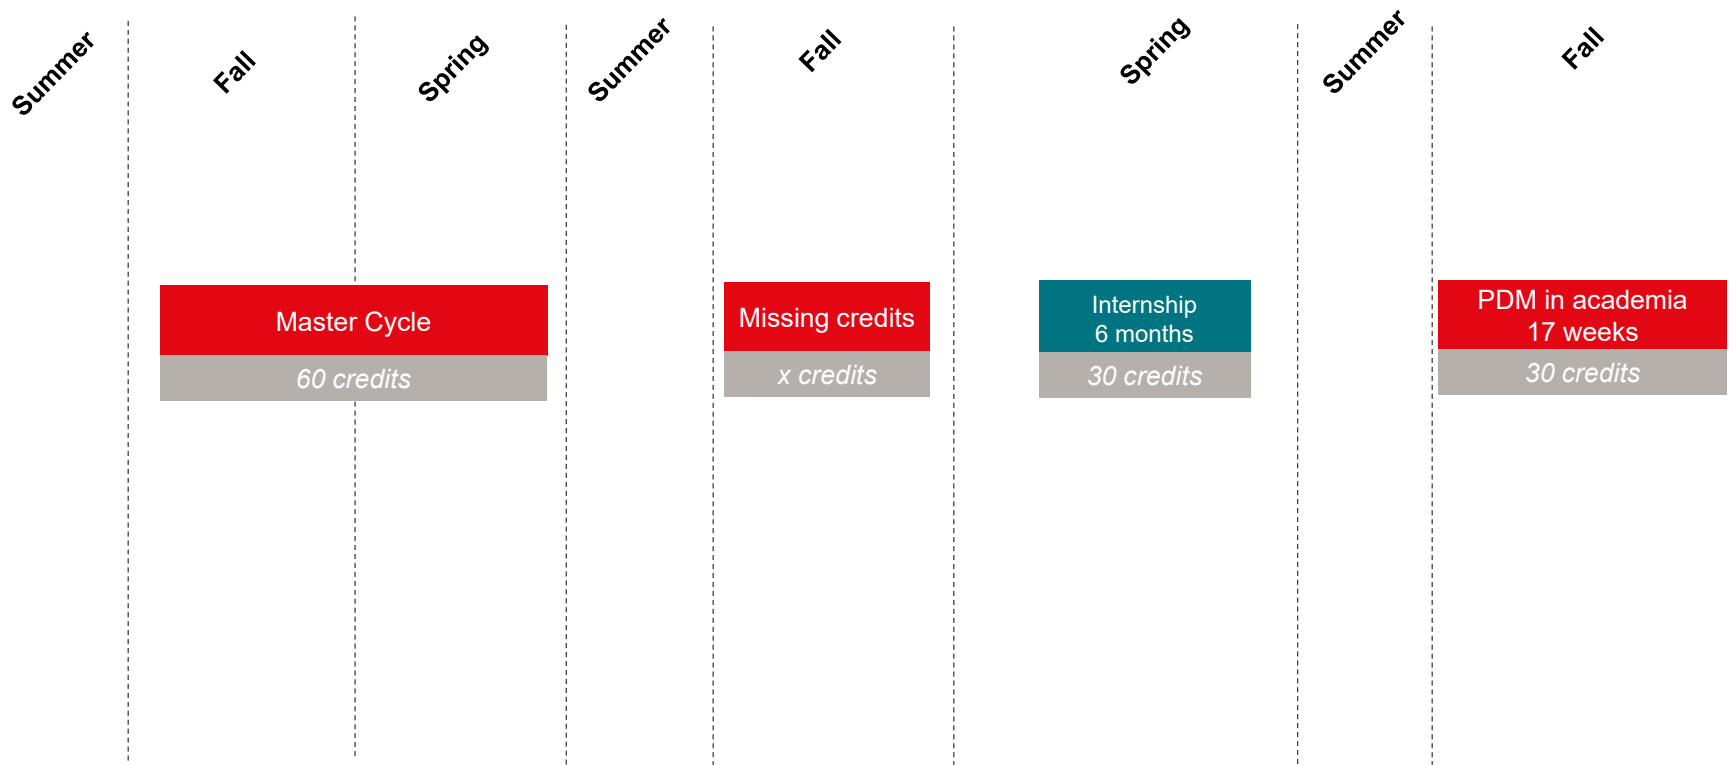 Summer
Fall
Spring
Summer
Fall
Spring
Summer
Fall
Master Cycle
60 credits
Missing credits
x credits
Internship
6 months
30 credits
PDM in academia
17 weeks
30 credits